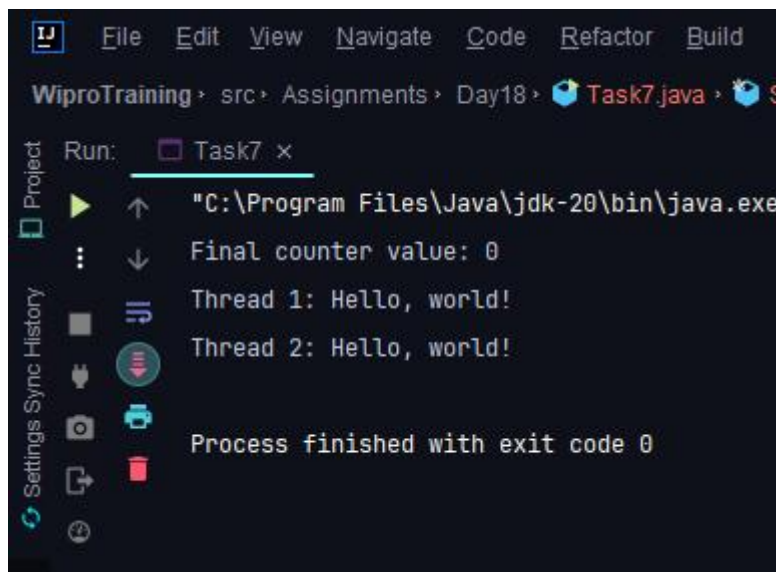 IJ File Edit View Navigate Code Refactor Build
WiproTraining › src › Assignments › Day18 › Task7.java ›
Project
Run: Task7 ×
"C:\Program Files\Java\jdk-20\bin\java.exe
Final counter value: 0
Thread 1: Hello, world!
Thread 2: Hello, world!
Process finished with exit code 0
Settings Sync History